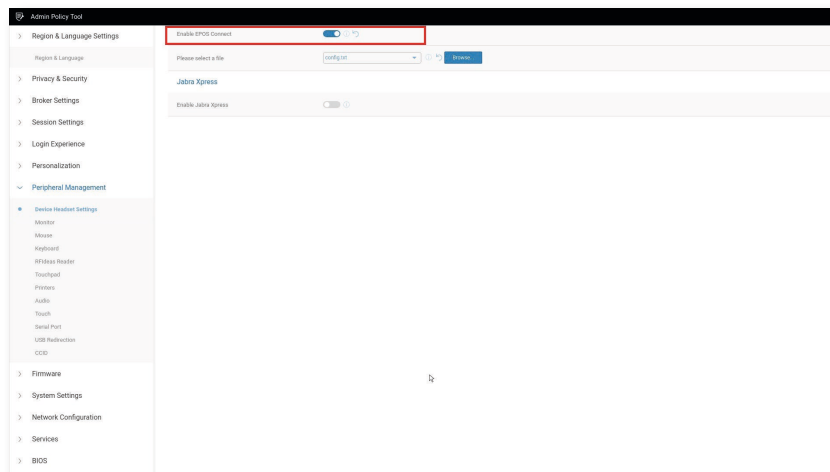 Admin Policy Tool
Region & Language Settings
Region & Language
Privacy & Security
Broker Settings
Session Settings
Login Experience
Personalization
Peripheral Management
Device Headset Settings
Monitor
Mouse
Keyboard
RFIdeas Reader
Touchpad
Printers
Audio
Touch
Serial Port
USB Redirection
CCID
Firmware
System Settings
Network Configuration
Services
BIOS
Enable EPOS Connect
Please select a file config.txt Browse
Jabra Xpress
Enable Jabra Xpress